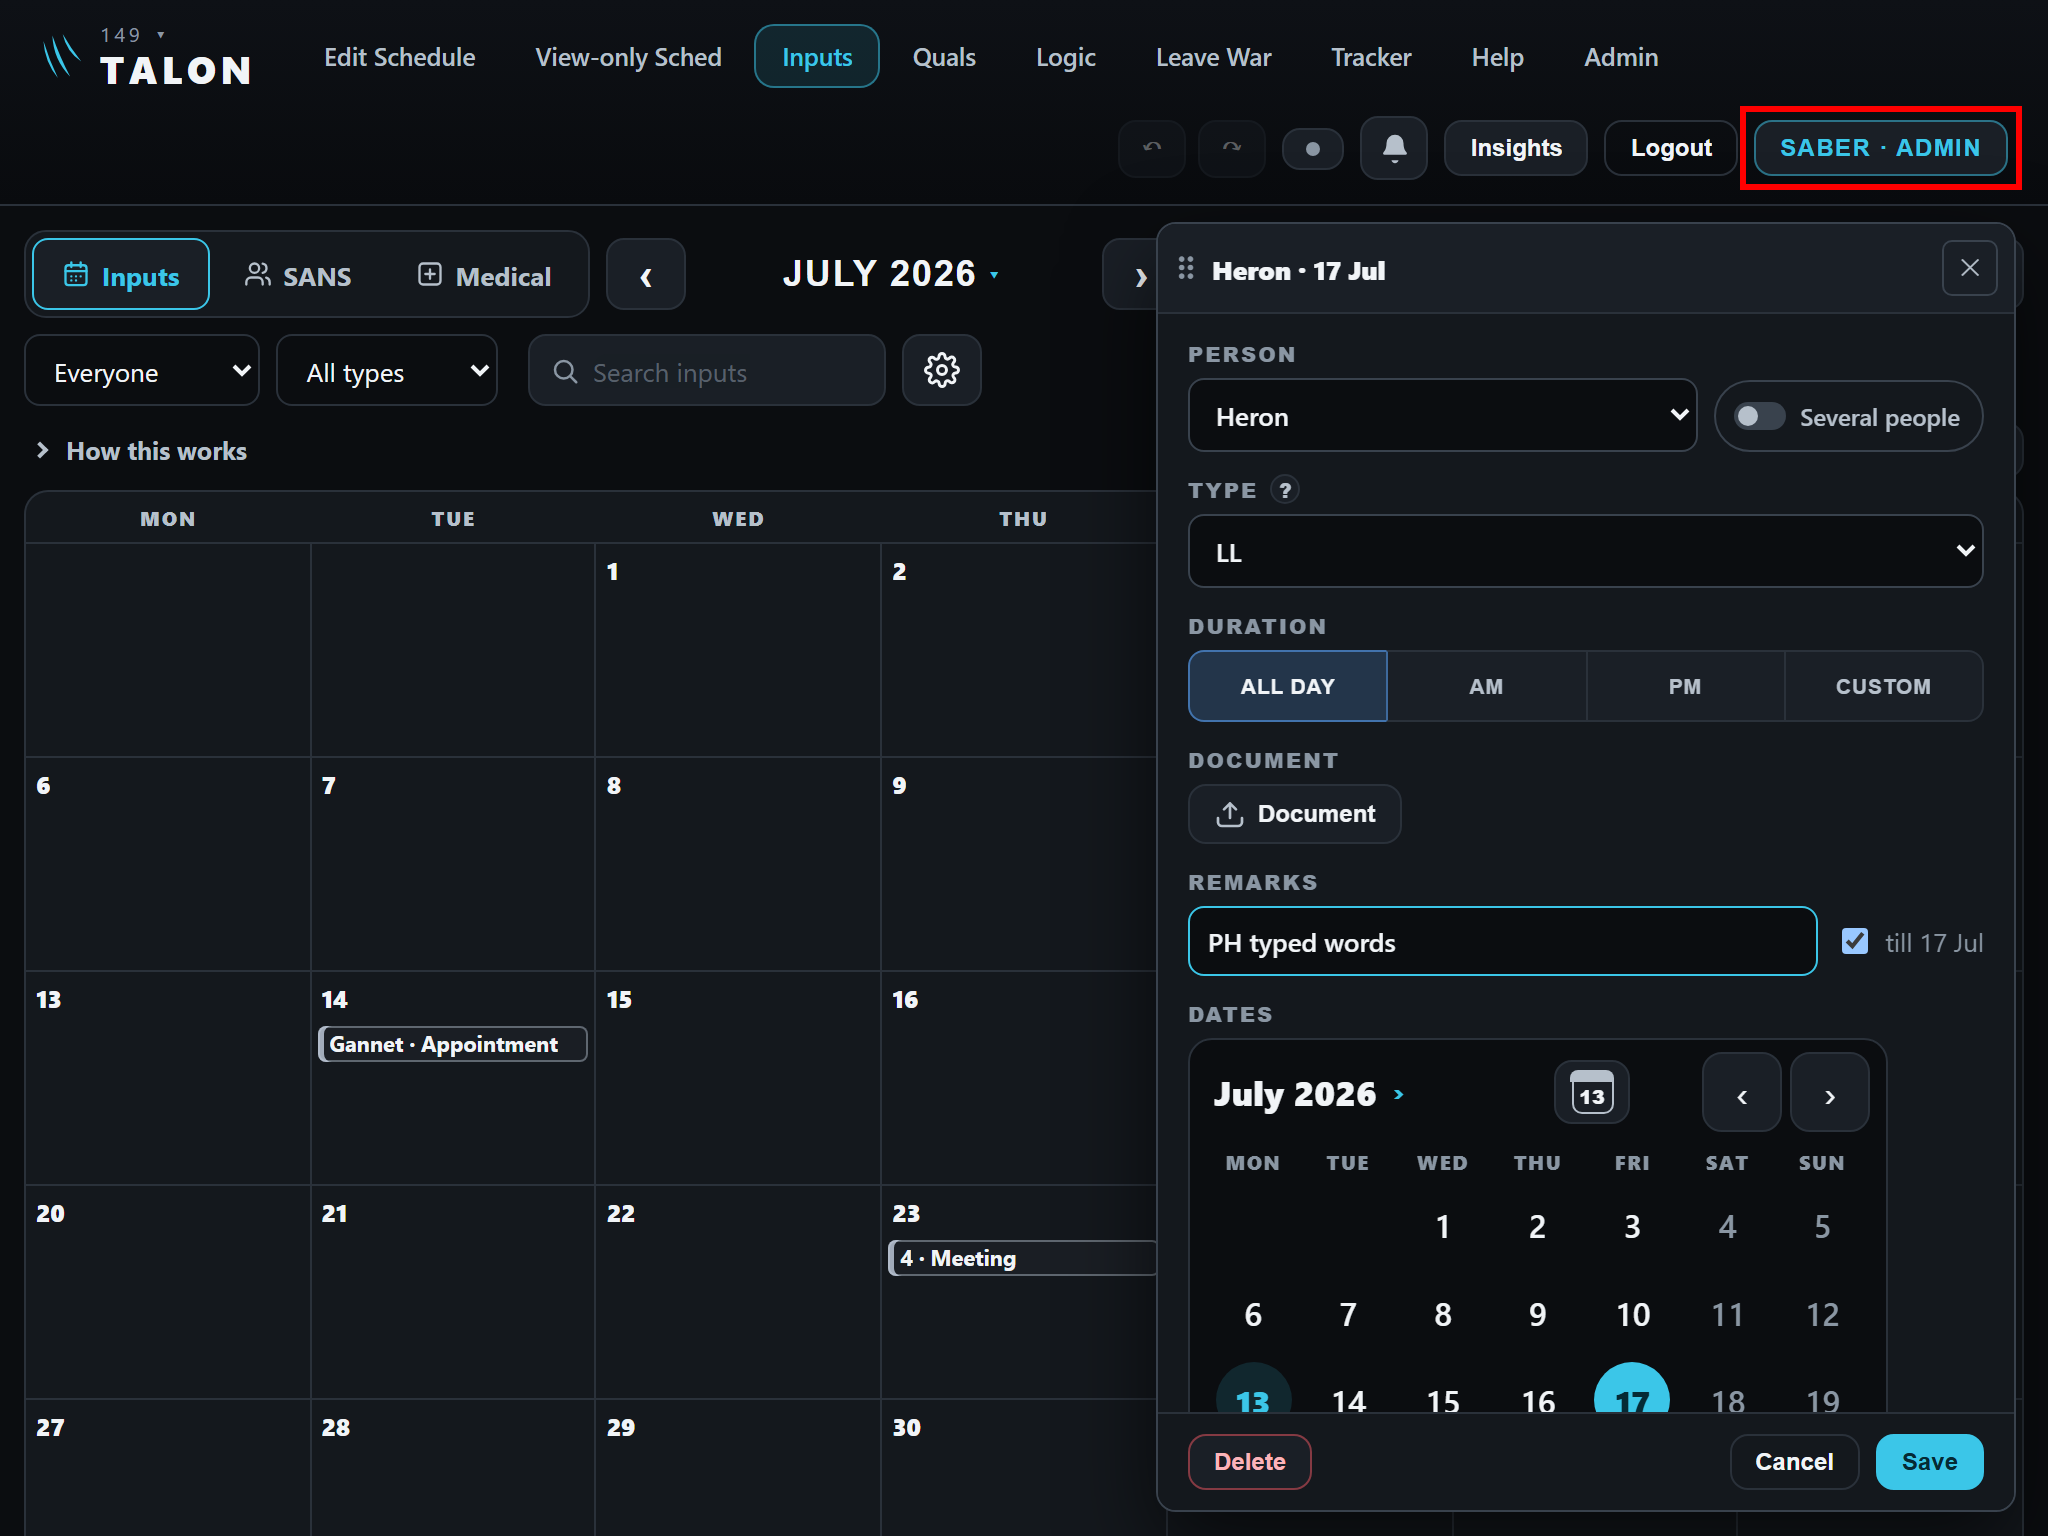 149 ▾
TALON
Edit Schedule
View-only Sched
Inputs
Quals
Logic
Leave War
Tracker
Help
Admin
Insights
Logout
SABER · ADMIN
Inputs
SANS
Medical
‹
JULY 2026 ▾
›
Everyone
All types
Search inputs
How this works
MON TUE WED THU
1 2
6 7 8 9
13 14 15 16
Gannet · Appointment
20 21 22 23
4 · Meeting
27 28 29 30
Heron · 17 Jul
PERSON
Heron
Several people
TYPE ?
LL
DURATION
ALL DAY AM PM CUSTOM
DOCUMENT
Document
REMARKS
PH typed words
till 17 Jul
DATES
July 2026 ›
13
‹ ›
MON TUE WED THU FRI SAT SUN
1 2 3 4 5
6 7 8 9 10 11 12
13 14 15 16 17 18 19
Delete
Cancel
Save